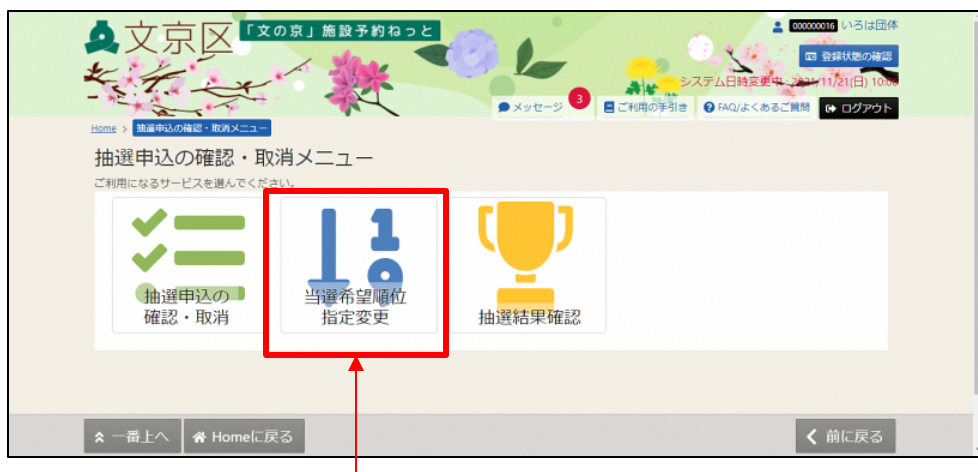 文京区「文の京」施設予約ねっと
000000016 いろは団体
登録状態の確認
システム日時変更中:2021/11/21(日) 10:00
メッセージ 3 ご利用の手引き FAQ/よくあるご質問 ログアウト
Home > 抽選申込の確認・取消メニュー
抽選申込の確認・取消メニュー
ご利用になるサービスを選んでください。
抽選申込の
確認・取消
当選希望順位
指定変更
抽選結果確認
一番上へ Homeに戻る 前に戻る